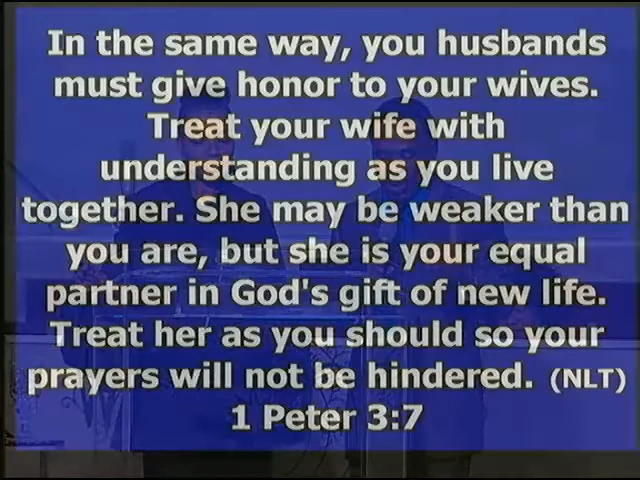 In the same way, you husbands
must give honor to your wives.
Treat your wife with
understanding as you live
together. She may be weaker than
you are, but she is your equal
partner in God's gift of new life.
Treat her as you should so your
prayers will not be hindered. (NLT)
1 Peter 3:7